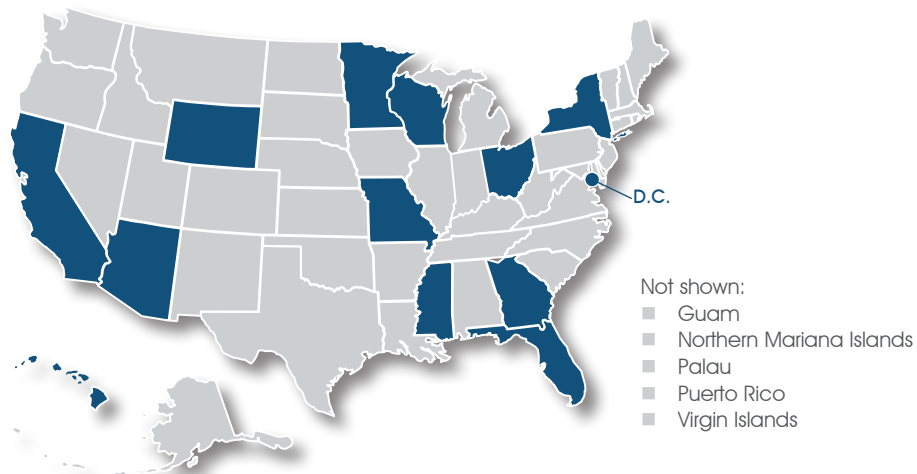 D.C.
Not shown:
Guam
Northern Mariana Islands
Palau
Puerto Rico
Virgin Islands